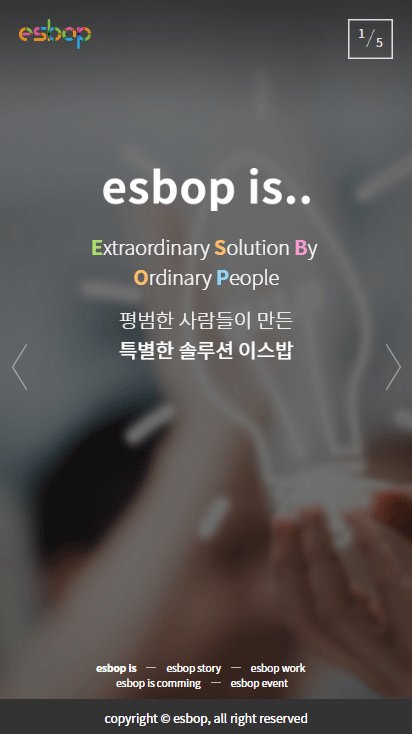 esbop
1/5
esbop is..
Extraordinary Solution By
Ordinary People
평범한 사람들이 만든
특별한 솔루션 이스밥
esbop is — esbop story — esbop work
esbop is comming — esbop event
copyright © esbop, all right reserved